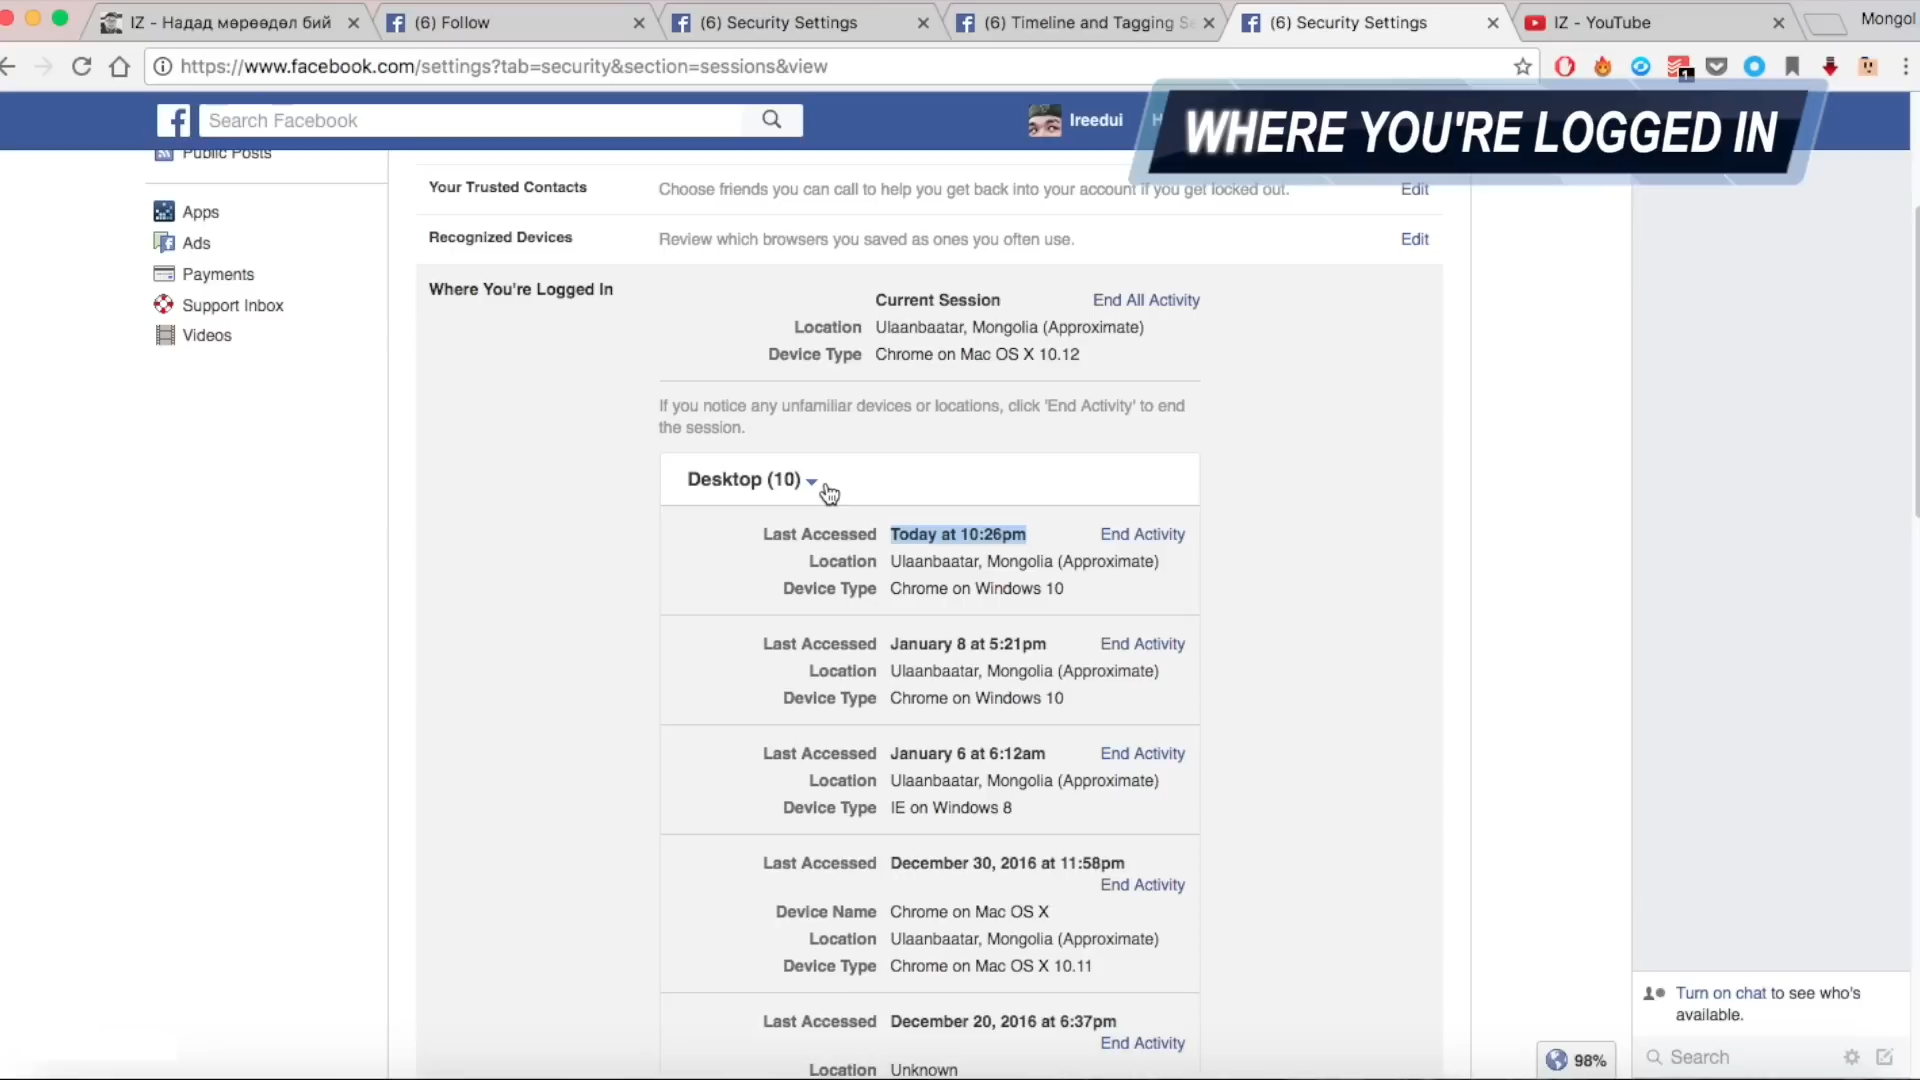 IZ - Надад мөрөөдөл бий
(6) Follow
(6) Security Settings
(6) Timeline and Tagging Se
(6) Security Settings
IZ - YouTube
Mongol
https://www.facebook.com/settings?tab=security&section=sessions&view
1
WHERE YOU'RE LOGGED IN
Search Facebook
Ireedui
H
Public Posts
Apps
Ads
Payments
Support Inbox
Videos
Your Trusted Contacts
Choose friends you can call to help you get back into your account if you get locked out.
Edit
Recognized Devices
Review which browsers you saved as ones you often use.
Edit
Where You're Logged In
Current Session
End All Activity
Location Ulaanbaatar, Mongolia (Approximate)
Device Type Chrome on Mac OS X 10.12
If you notice any unfamiliar devices or locations, click 'End Activity' to end
the session.
Desktop (10)
Last Accessed Today at 10:26pm End Activity
Location Ulaanbaatar, Mongolia (Approximate)
Device Type Chrome on Windows 10
Last Accessed January 8 at 5:21pm End Activity
Location Ulaanbaatar, Mongolia (Approximate)
Device Type Chrome on Windows 10
Last Accessed January 6 at 6:12am End Activity
Location Ulaanbaatar, Mongolia (Approximate)
Device Type IE on Windows 8
Last Accessed December 30, 2016 at 11:58pm
End Activity
Device Name Chrome on Mac OS X
Location Ulaanbaatar, Mongolia (Approximate)
Device Type Chrome on Mac OS X 10.11
Last Accessed December 20, 2016 at 6:37pm
End Activity
Location Unknown
Turn on chat to see who's
available.
98%
Search